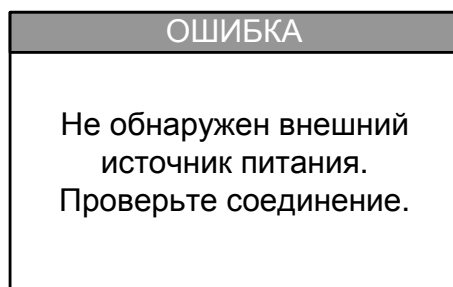 ОШИБКА
Не обнаружен внешний
источник питания.
Проверьте соединение.